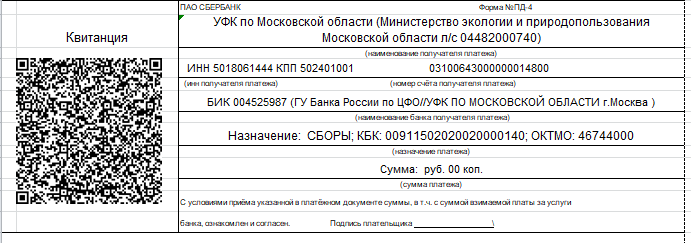 ПАО СБЕРБАНК Форма №ПД-4
Квитанция
УФК по Московской области (Министерство экологии и природопользования
Московской области л/с 04482000740)
(наименование получателя платежа)
ИНН 5018061444 КПП 502401001 03100643000000014800
(инн получателя платежа) (номер счёта получателя платежа)
БИК 004525987 (ГУ Банка России по ЦФО//УФК ПО МОСКОВСКОЙ ОБЛАСТИ г.Москва )
(наименование банка получателя платежа)
Назначение: СБОРЫ; КБК: 00911502020020000140; ОКТМО: 46744000
(назначение платежа)
Сумма: руб. 00 коп.
(сумма платежа)
С условиями приёма указанной в платёжном документе суммы, в т.ч. с суммой взимаемой платы за услуги
банка, ознакомлен и согласен. Подпись плательщика